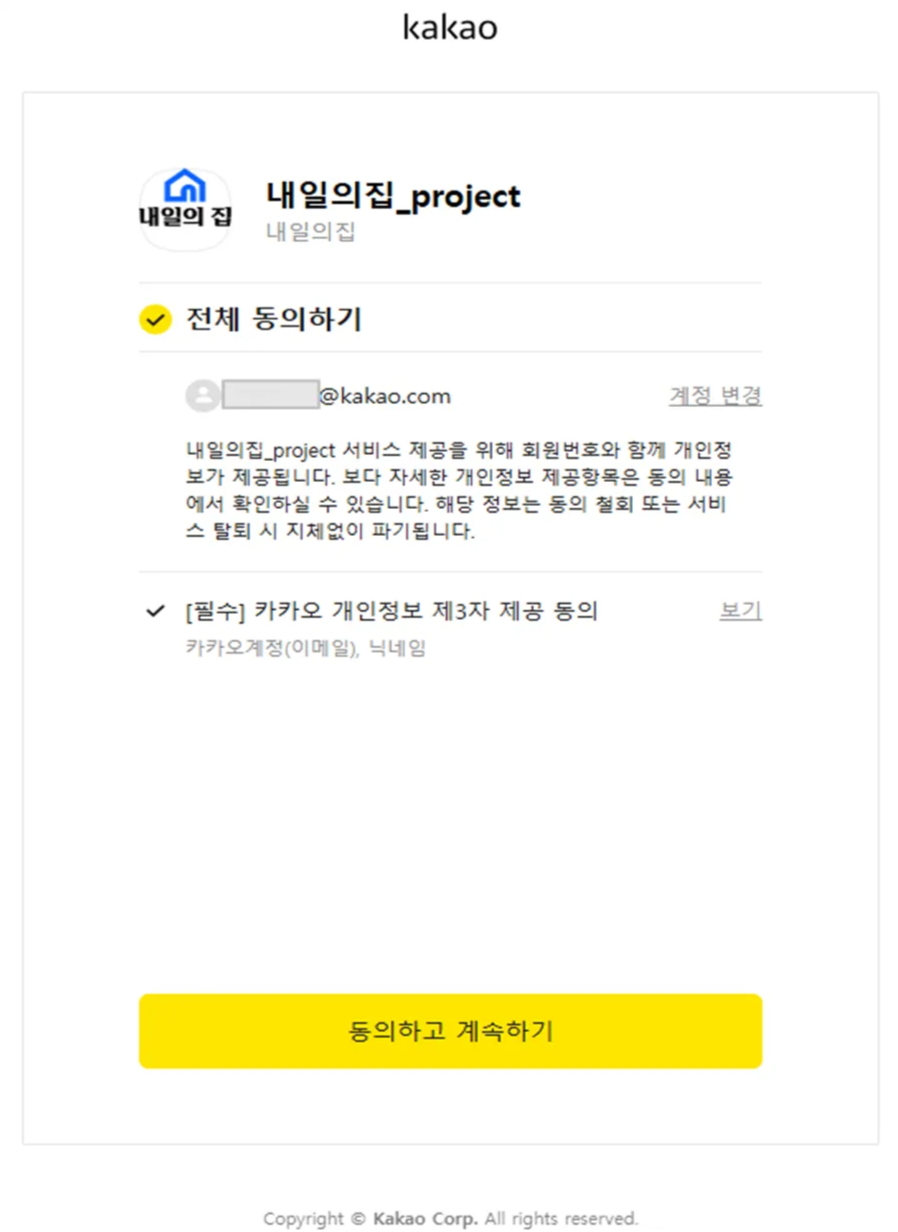 kakao
내일의 집
내일의집_project
내일의집
전체 동의하기
@kakao.com
계정 변경
내일의집_project 서비스 제공을 위해 회원번호와 함께 개인정
보가 제공됩니다. 보다 자세한 개인정보 제공항목은 동의 내용
에서 확인하실 수 있습니다. 해당 정보는 동의 철회 또는 서비
스 탈퇴 시 지체없이 파기됩니다.
[필수] 카카오 개인정보 제3자 제공 동의
보기
카카오계정(이메일), 닉네임
동의하고 계속하기
Copyright © Kakao Corp. All rights reserved.